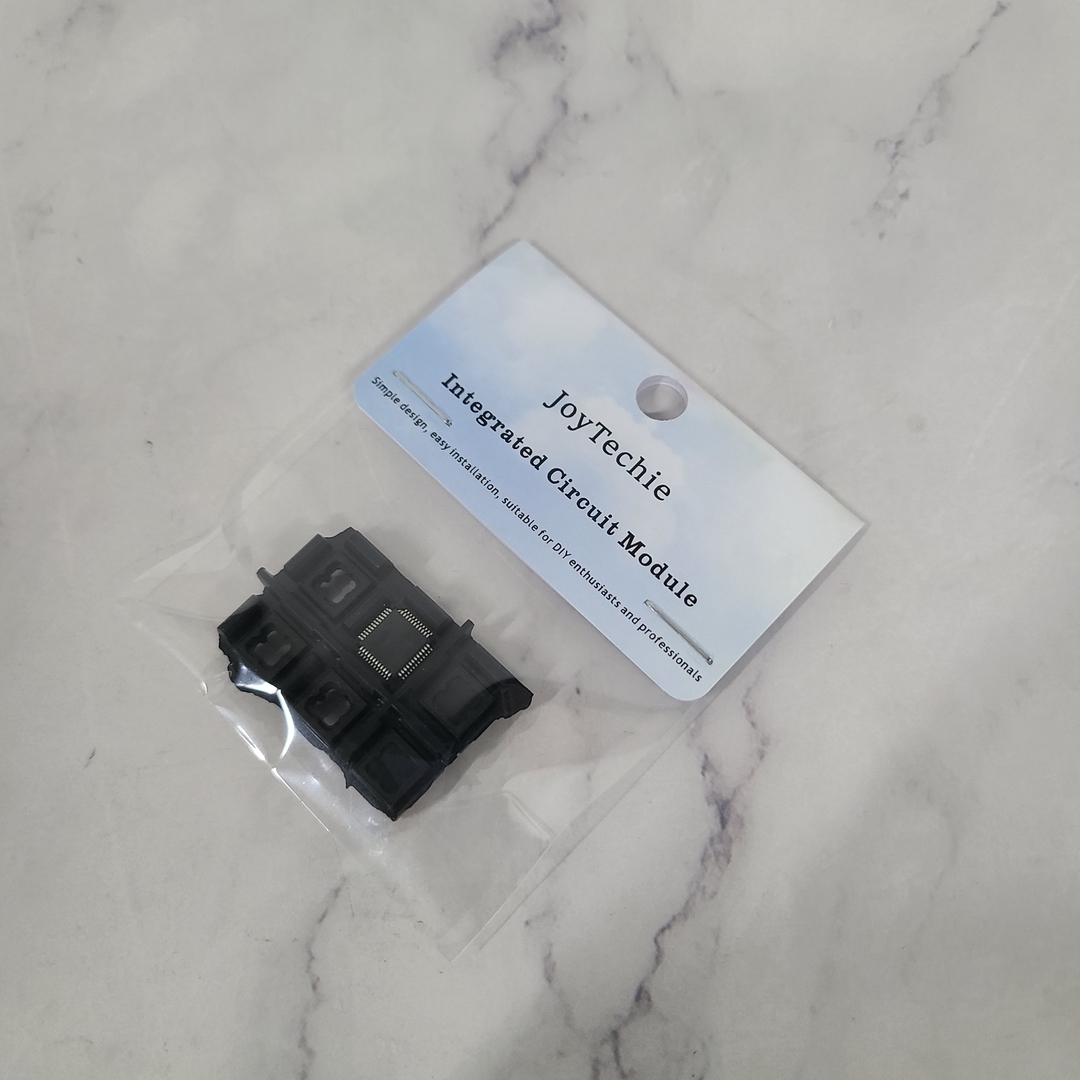 JoyTechie
Integrated Circuit Module
Simple design, easy installation, suitable for DIY enthusiasts and professionals